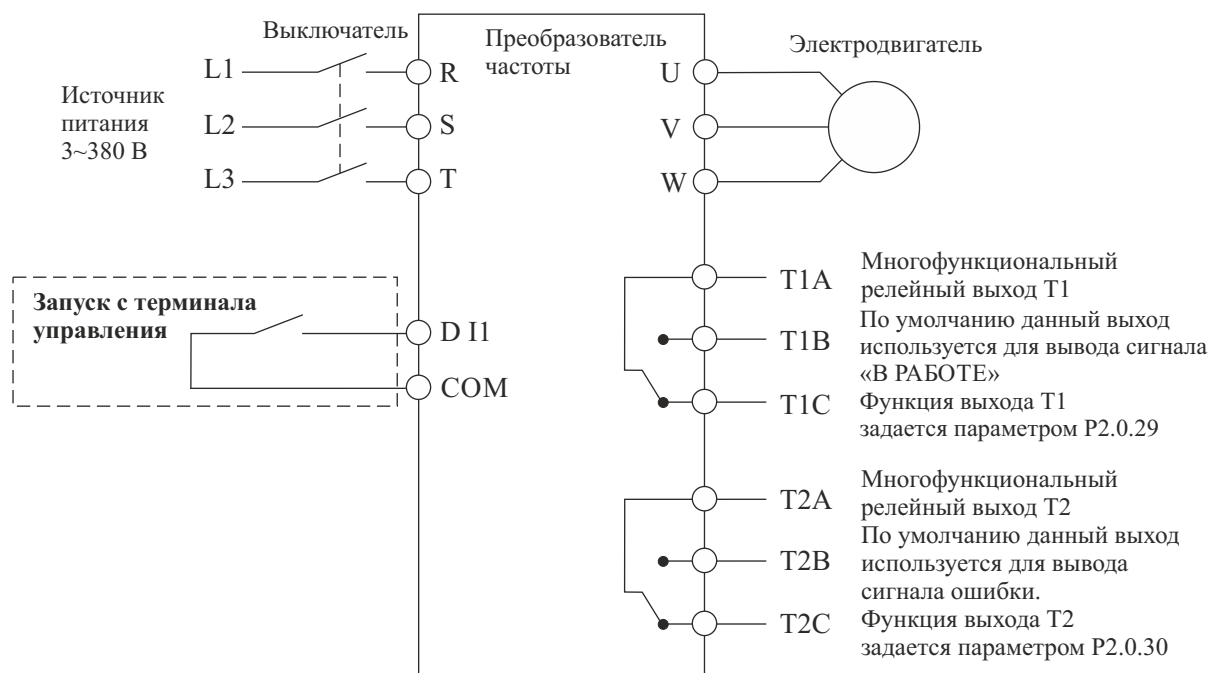 Выключатель
Преобразователь
частоты
Электродвигатель
Источник
питания
3~380 В
L1
R
U
L2
S
V
L3
T
W
Запуск с терминала
управления
D I1
COM
T1A
Многофункциональный
релейный выход T1
T1B
По умолчанию данный выход
используется для вывода сигнала
«В РАБОТЕ»
T1C
Функция выхода T1
задается параметром P2.0.29
T2A
Многофункциональный
релейный выход T2
T2B
По умолчанию данный выход
используется для вывода
сигнала ошибки.
T2C
Функция выхода T2
задается параметром P2.0.30